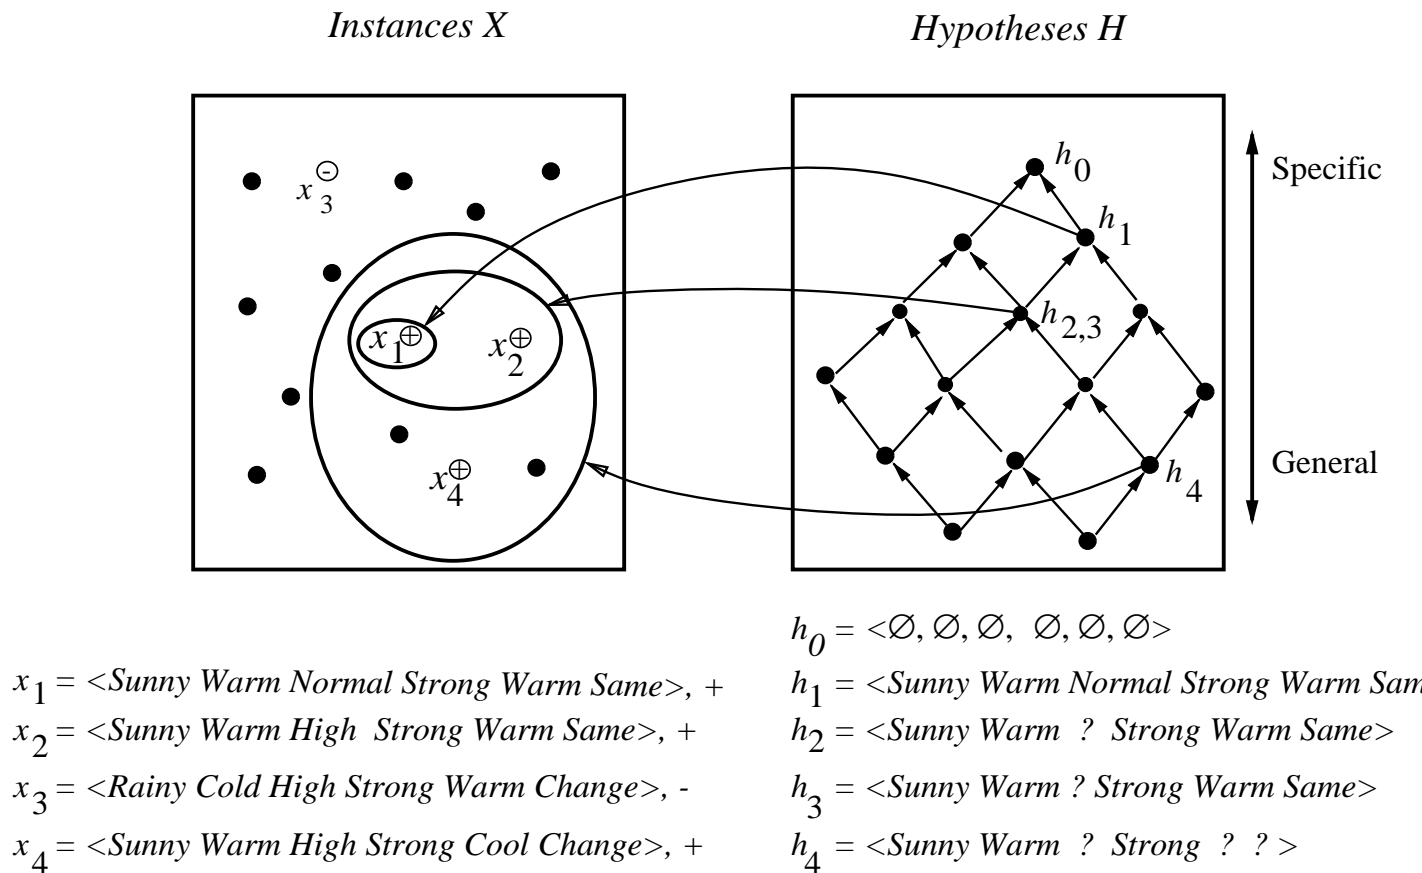 Instances X
Hypotheses H
x3 -
h0
Specific
h1
x1 +
x2 +
h2,3
x4 +
h4
General
h0 = <∅, ∅, ∅, ∅, ∅, ∅>
x1 = <Sunny Warm Normal Strong Warm Same>, +
h1 = <Sunny Warm Normal Strong Warm Sam
x2 = <Sunny Warm High Strong Warm Same>, +
h2 = <Sunny Warm ? Strong Warm Same>
x3 = <Rainy Cold High Strong Warm Change>, -
h3 = <Sunny Warm ? Strong Warm Same>
x4 = <Sunny Warm High Strong Cool Change>, +
h4 = <Sunny Warm ? Strong ? ? >